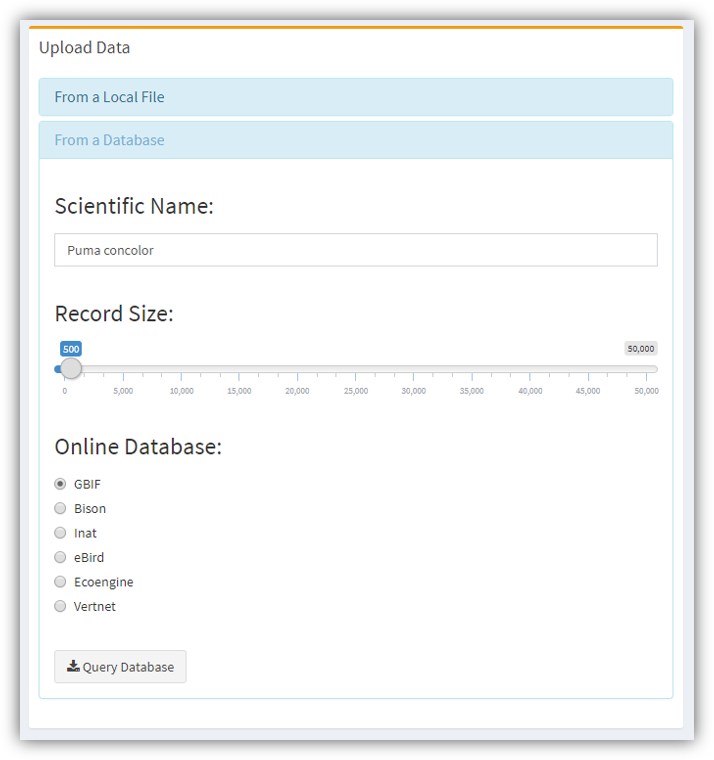 Upload Data
From a Local File
From a Database
Scientific Name:
Puma concolor
Record Size:
500 50,000
0 5,000 10,000 15,000 20,000 25,000 30,000 35,000 40,000 45,000 50,000
Online Database:
GBIF
Bison
Inat
eBird
Ecoengine
Vertnet
Query Database